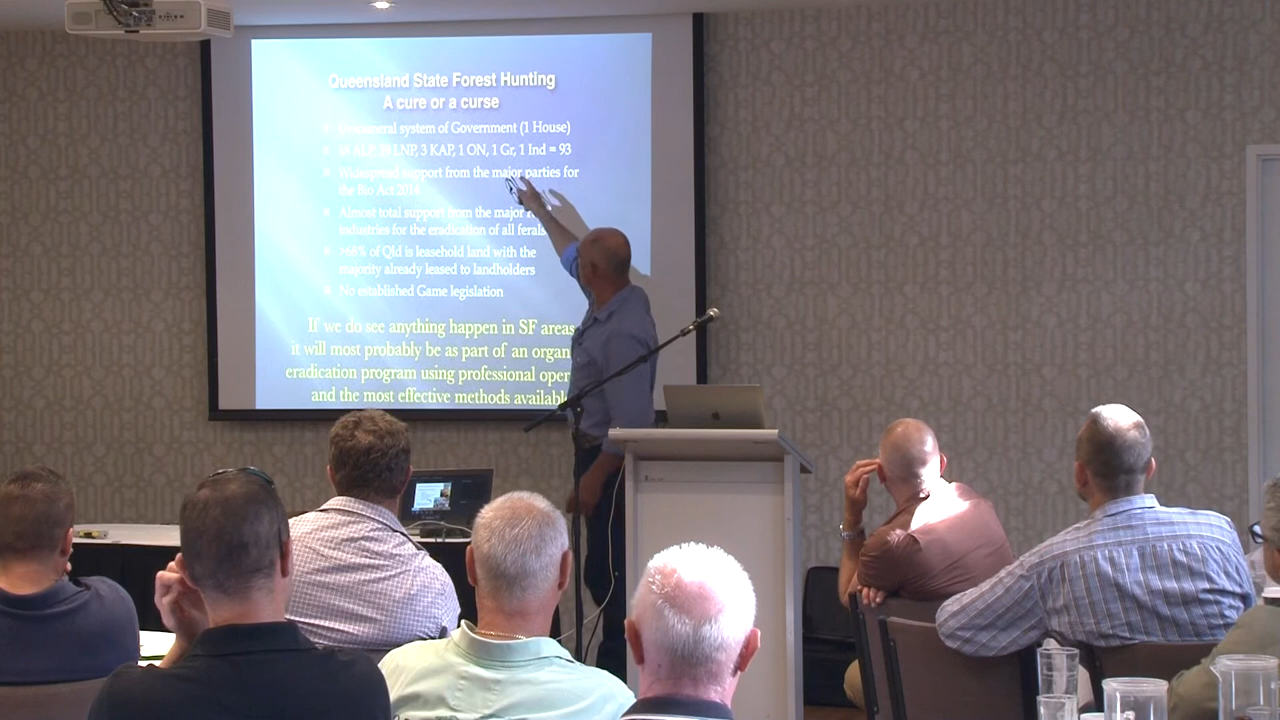 Queensland State Forest Hunting
A cure or a curse
system of Government (1 House)
ALP, LNP, 3 KAP, 1 ON, 1 Gr, 1 Ind = 93
Widespread support from the major parties for
the Bio Act 2014
Almost total support from the major
industries for the eradication of all ferals
>68% of Qld is leasehold land with the
majority already leased to landholders
No established Game legislation
If we do see anything happen in SF areas
it will most probably be as part of an
eradication program using professional
and the most effective methods available